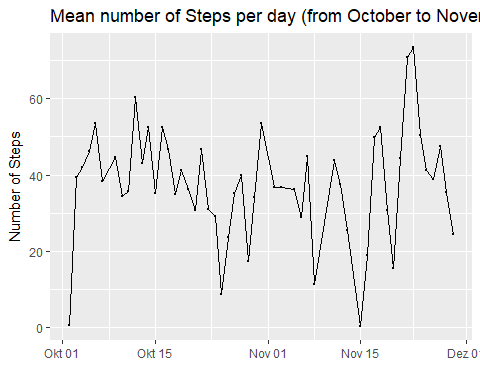 Mean number of Steps per day (from October to Nover
Number of Steps
60
40
20
0
Okt 01
Okt 15
Nov 01
Nov 15
Dez 01